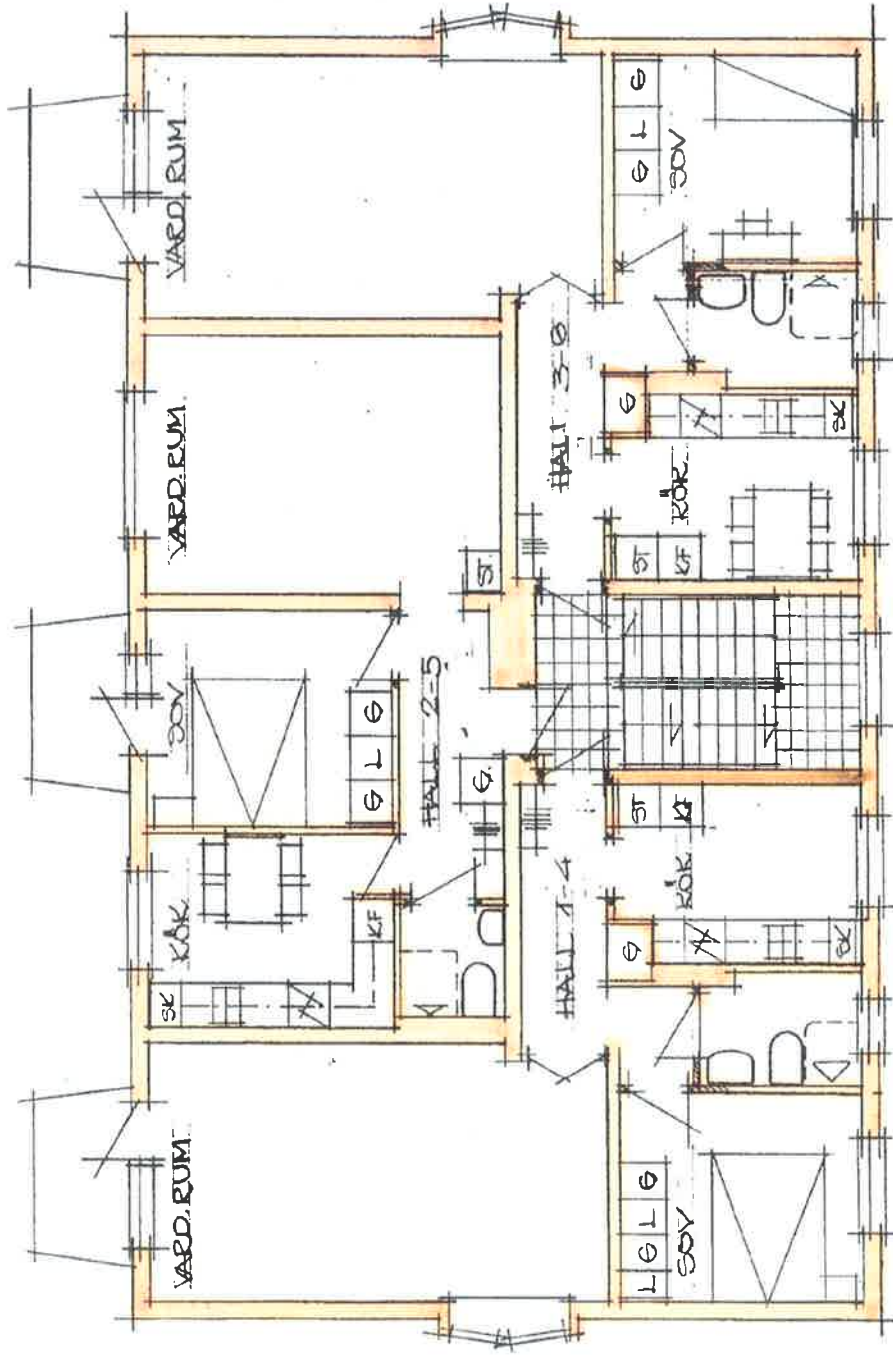 VARD.RUM
SK
KÖK
SOV
VARD.RUM
VARD.RUM
KF
G L G
HALL 2-5
G.
ST
HALL 1-4
HALL 3-6
L G L G
SOV
G
KÖK
ST
KF
SK
ST
KF
KÖK
G
SK
G L G
SOV